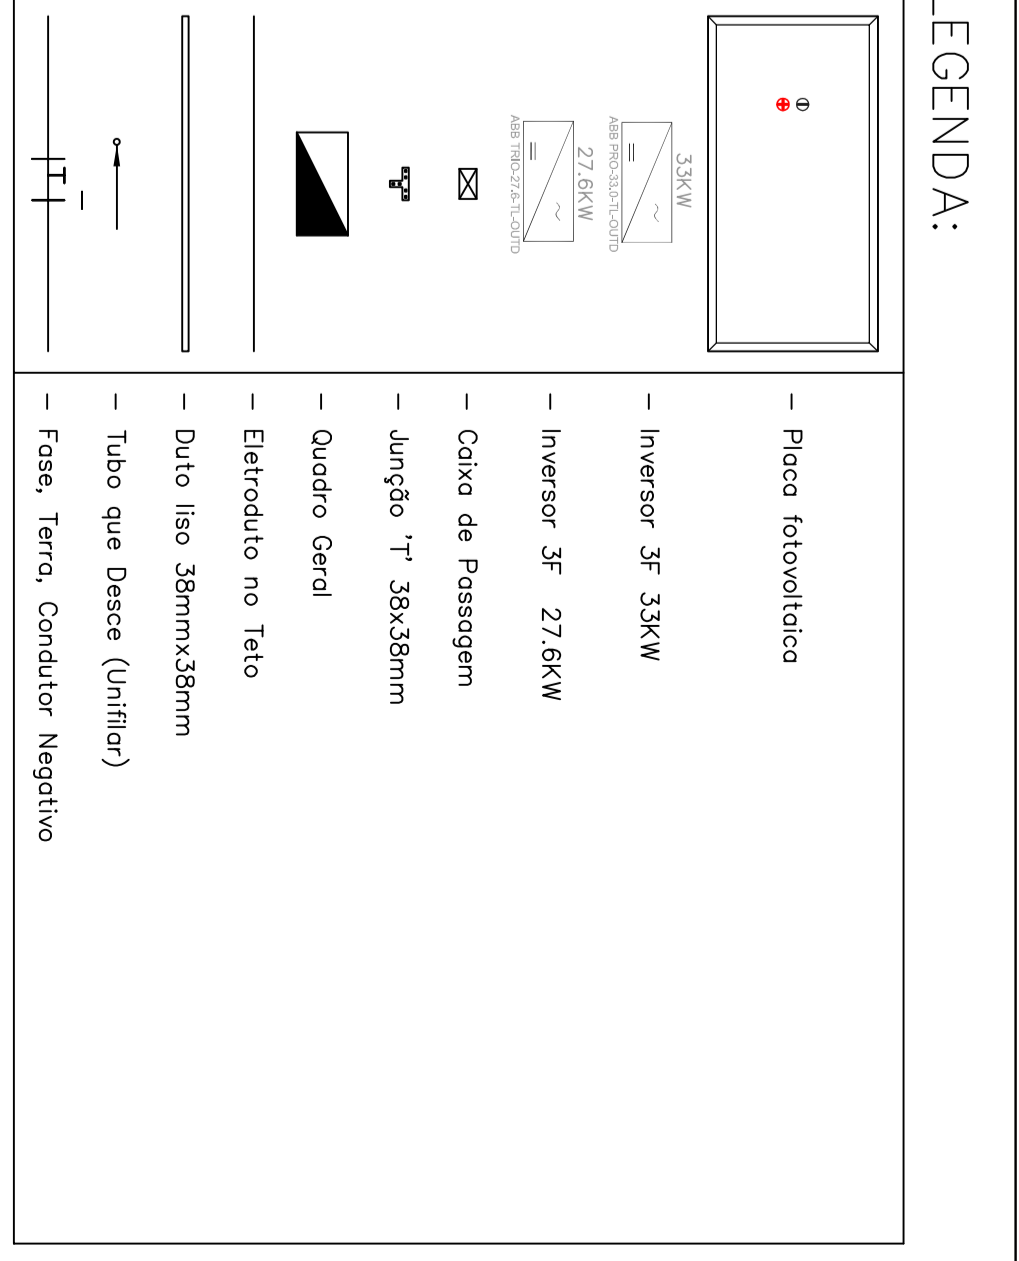 LEGENDA:
- Placa fotovoltaica
33KW
ABB PRO-33.0-TL-OUTD
- Inversor 3F 33KW
27.6KW
ABB TRIO-27.6-TL-OUTD
- Inversor 3F 27.6KW
- Caixa de Passagem
- Junção 'T' 38x38mm
- Quadro Geral
- Eletroduto no Teto
- Duto liso 38mmx38mm
- Tubo que Desce (Unifilar)
T
- Fase, Terra, Condutor Negativo